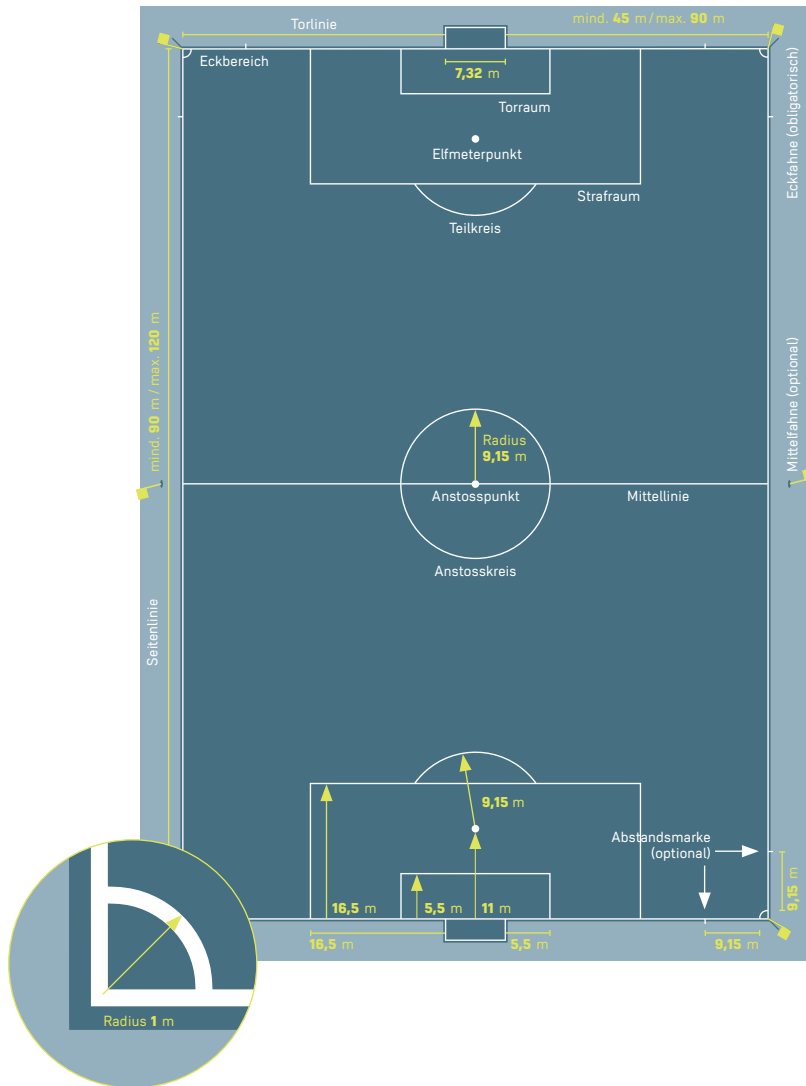 Torlinie
mind. 45 m/max. 90 m
Eckbereich
7,32 m
Torraum
Eckfahne (obligatorisch)
Elfmeterpunkt
Strafraum
Teilkreis
mind. 90 m / max. 120 m
Mittelfahne (optional)
Radius
9,15 m
Anstosspunkt
Mittellinie
Anstosskreis
Seitenlinie
9,15 m
Abstandsmarke
(optional)
9,15 m
16,5 m
5,5 m
11 m
16,5 m
5,5 m
9,15 m
Radius 1 m